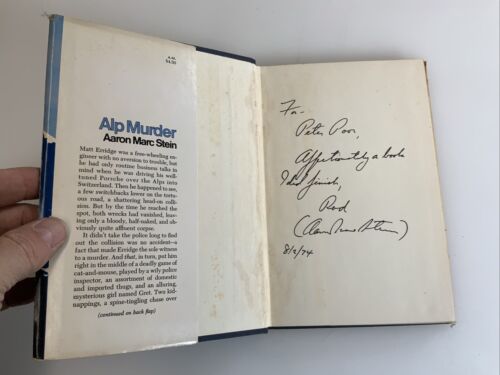 A.M.
$4.95
Alp Murder
Aaron Marc Stein
Matt Erridge was a free-wheeling en-
gineer with no aversion to trouble, but
he had only routine business talks in
mind when he was driving his well-
tuned Porsche over the Alps into
Switzerland. Then he happened to see,
a few switchbacks lower on the tortu-
ous road, a shattering head-on colli-
sion. But by the time he reached the
spot, both wrecks had vanished, leav-
ing only a bloody, half-naked, and ob-
viously quite affluent corpse.
It didn't take the police long to find
out the collision was no accident—a
fact that made Erridge the sole witness
to a murder. And that, in turn, put him
right in the middle of a deadly game of
cat-and-mouse, played by a wily police
inspector, an assortment of domestic
and imported thugs, and an alluring,
mysterious girl named Gret. Two kid-
nappings, a spine-tingling chase over
(continued on back flap)
To-
Peter Poor,
Affectionately a book
I did finish,
Rod
(Aaron Marc Stein)
8/2/74